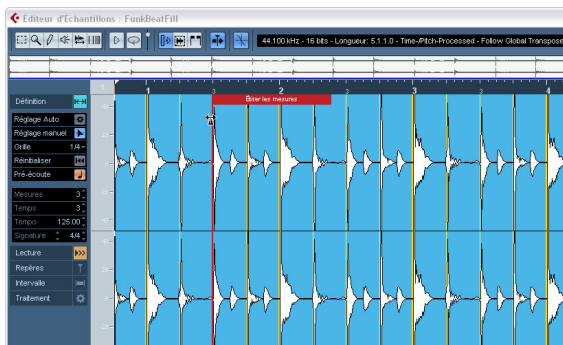 Éditeur d'Échantillons : FunkBeatFill
44.100 kHz - 16 bits - Longueur: 5.1.1.0 - Time-/Pitch-Processed - Follow Global Transpose
1 3 2 3 3 3 4
Étirer les mesures
Définition
Réglage Auto
Réglage manuel
Grille 1/4
Réinitialiser
Pré-écoute
Mesures 3
Temps 3
Tempo 125.00
Signature 4/4
Lecture
Repères
Intervalle
Traitement